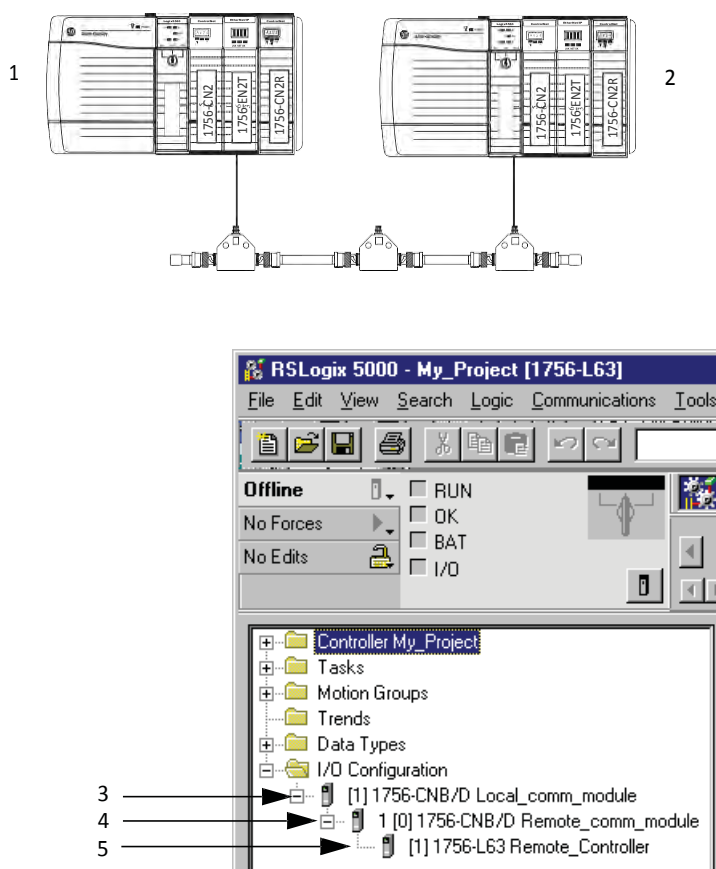 1
1756-CN2
1756-EN2T
1756-CN2R
1756-CN2
1756-EN2T
1756-CN2R
2
RSLogix 5000 - My_Project [1756-L63]
File Edit View Search Logic Communications Tools
Offline
RUN
No Forces
OK
No Edits
BAT
I/O
Controller My_Project
Tasks
Motion Groups
Trends
Data Types
I/O Configuration
3
[1] 1756-CNB/D Local_comm_module
4
1 [0] 1756-CNB/D Remote_comm_module
5
[1] 1756-L63 Remote_Controller